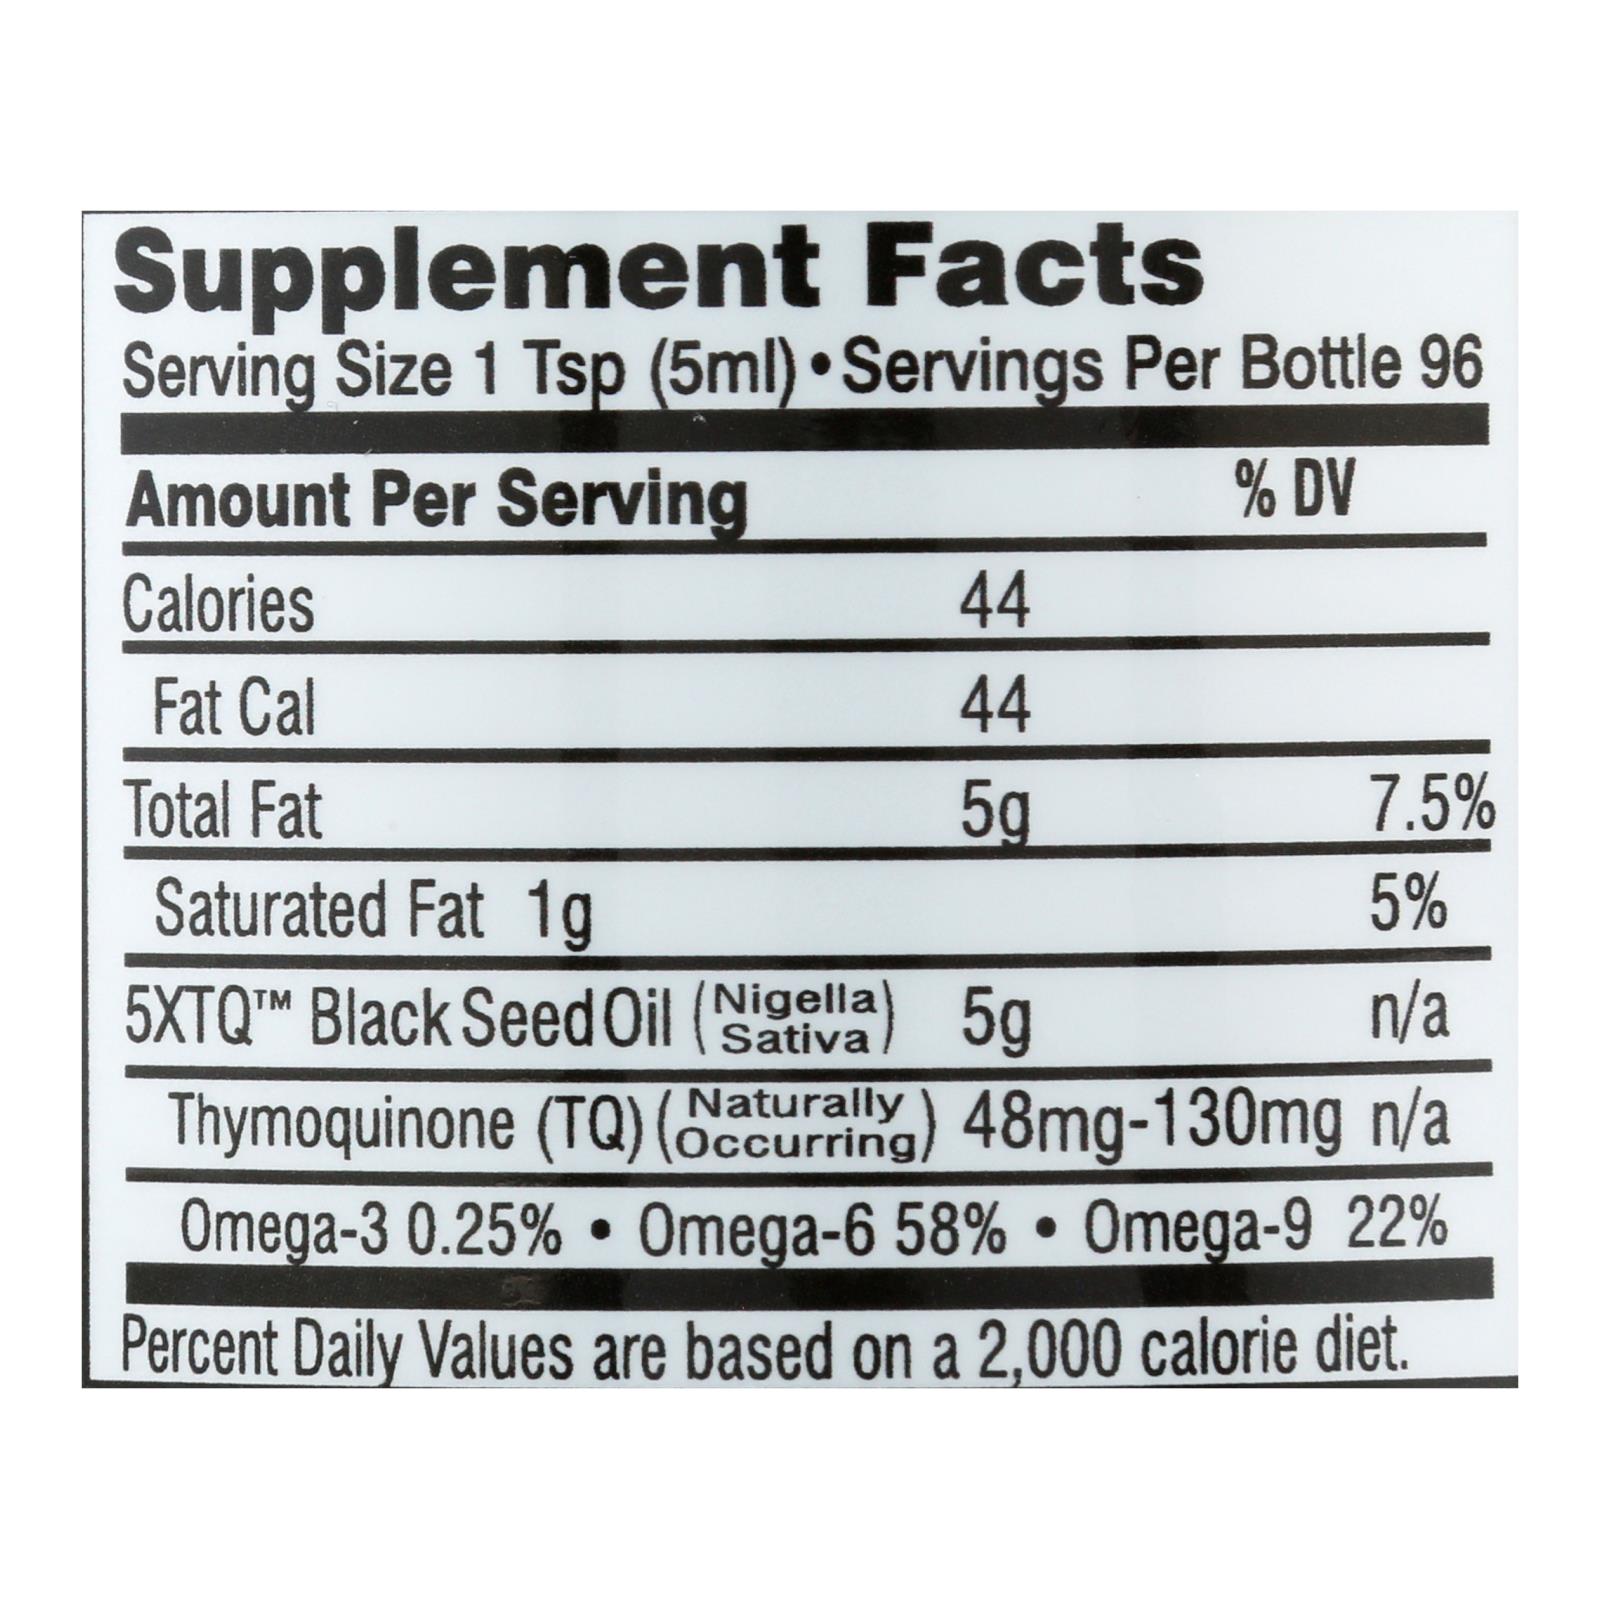 Supplement Facts
Serving Size 1 Tsp (5ml) • Servings Per Bottle 96
Amount Per Serving % DV
Calories 44
Fat Cal 44
Total Fat 5g 7.5%
Saturated Fat 1g 5%
5XTQ™ Black Seed Oil (Nigella Sativa) 5g n/a
Thymoquinone (TQ) (Naturally Occurring) 48mg-130mg n/a
Omega-3 0.25% • Omega-6 58% • Omega-9 22%
Percent Daily Values are based on a 2,000 calorie diet.